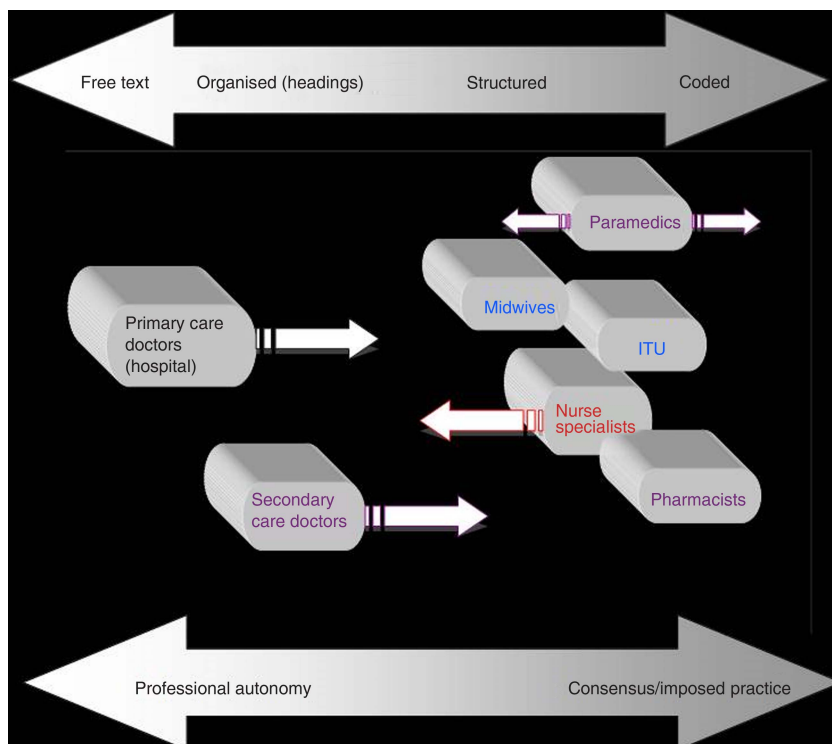 Free text Organised (headings) Structured Coded
Paramedics
Midwives
Primary care
doctors
(hospital)
ITU
Nurse
specialists
Secondary
care doctors
Pharmacists
Professional autonomy Consensus/imposed practice